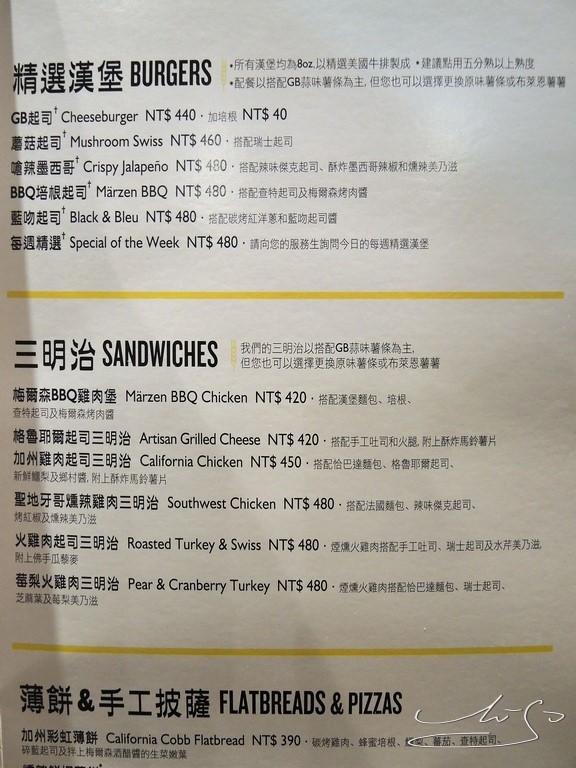 精選漢堡 BURGERS
•所有漢堡均為8oz.以精選美國牛排製成 •建議點用五分熟以上熟度
•配餐以搭配GB蒜味薯條為主, 但您也可以選擇更換原味薯條或布萊恩薯薯
GB起司† Cheeseburger NT$ 440 · 加培根 NT$ 40
蘑菇起司† Mushroom Swiss NT$ 460 · 搭配瑞士起司
嗆辣墨西哥† Crispy Jalapeño NT$ 480 · 搭配辣味傑克起司、酥炸墨西哥辣椒和燻辣美乃滋
BBQ培根起司† Märzen BBQ NT$ 480 · 搭配查特起司及梅爾森烤肉醬
藍吻起司† Black & Bleu NT$ 480 · 搭配碳烤紅洋蔥和藍吻起司醬
每週精選† Special of the Week NT$ 480 · 請向您的服務生詢問今日的每週精選漢堡
三明治 SANDWICHES
我們的三明治以搭配GB蒜味薯條為主,
但您也可以選擇更換原味薯條或布萊恩薯薯
梅爾森BBQ雞肉堡 Märzen BBQ Chicken NT$ 420 · 搭配漢堡麵包、培根、
查特起司及梅爾森烤肉醬
格魯耶爾起司三明治 Artisan Grilled Cheese NT$ 420 · 搭配手工吐司和火腿, 附上酥炸馬鈴薯片
加州雞肉起司三明治 California Chicken NT$ 450 · 搭配恰巴達麵包、格魯耶爾起司、
新鮮鱷梨及鄉村醬, 附上酥炸馬鈴薯片
聖地牙哥燻辣雞肉三明治 Southwest Chicken NT$ 480 · 搭配法國麵包、辣味傑克起司、
烤紅椒及燻辣美乃滋
火雞肉起司三明治 Roasted Turkey & Swiss NT$ 480 · 煙燻火雞肉搭配手工吐司、瑞士起司及水芹美乃滋,
附上佛手瓜藜麥
莓梨火雞肉三明治 Pear & Cranberry Turkey NT$ 480 · 煙燻火雞肉搭配恰巴達麵包、瑞士起司、
芝麻葉及莓梨美乃滋
薄餅&手工披薩 FLATBREADS & PIZZAS
加州彩虹薄餅 California Cobb Flatbread NT$ 390 · 碳烤雞肉、蜂蜜培根、鱷梨、蕃茄、查特起司、
碎藍起司及拌上梅爾森酒醋醬的生菜嫩葉